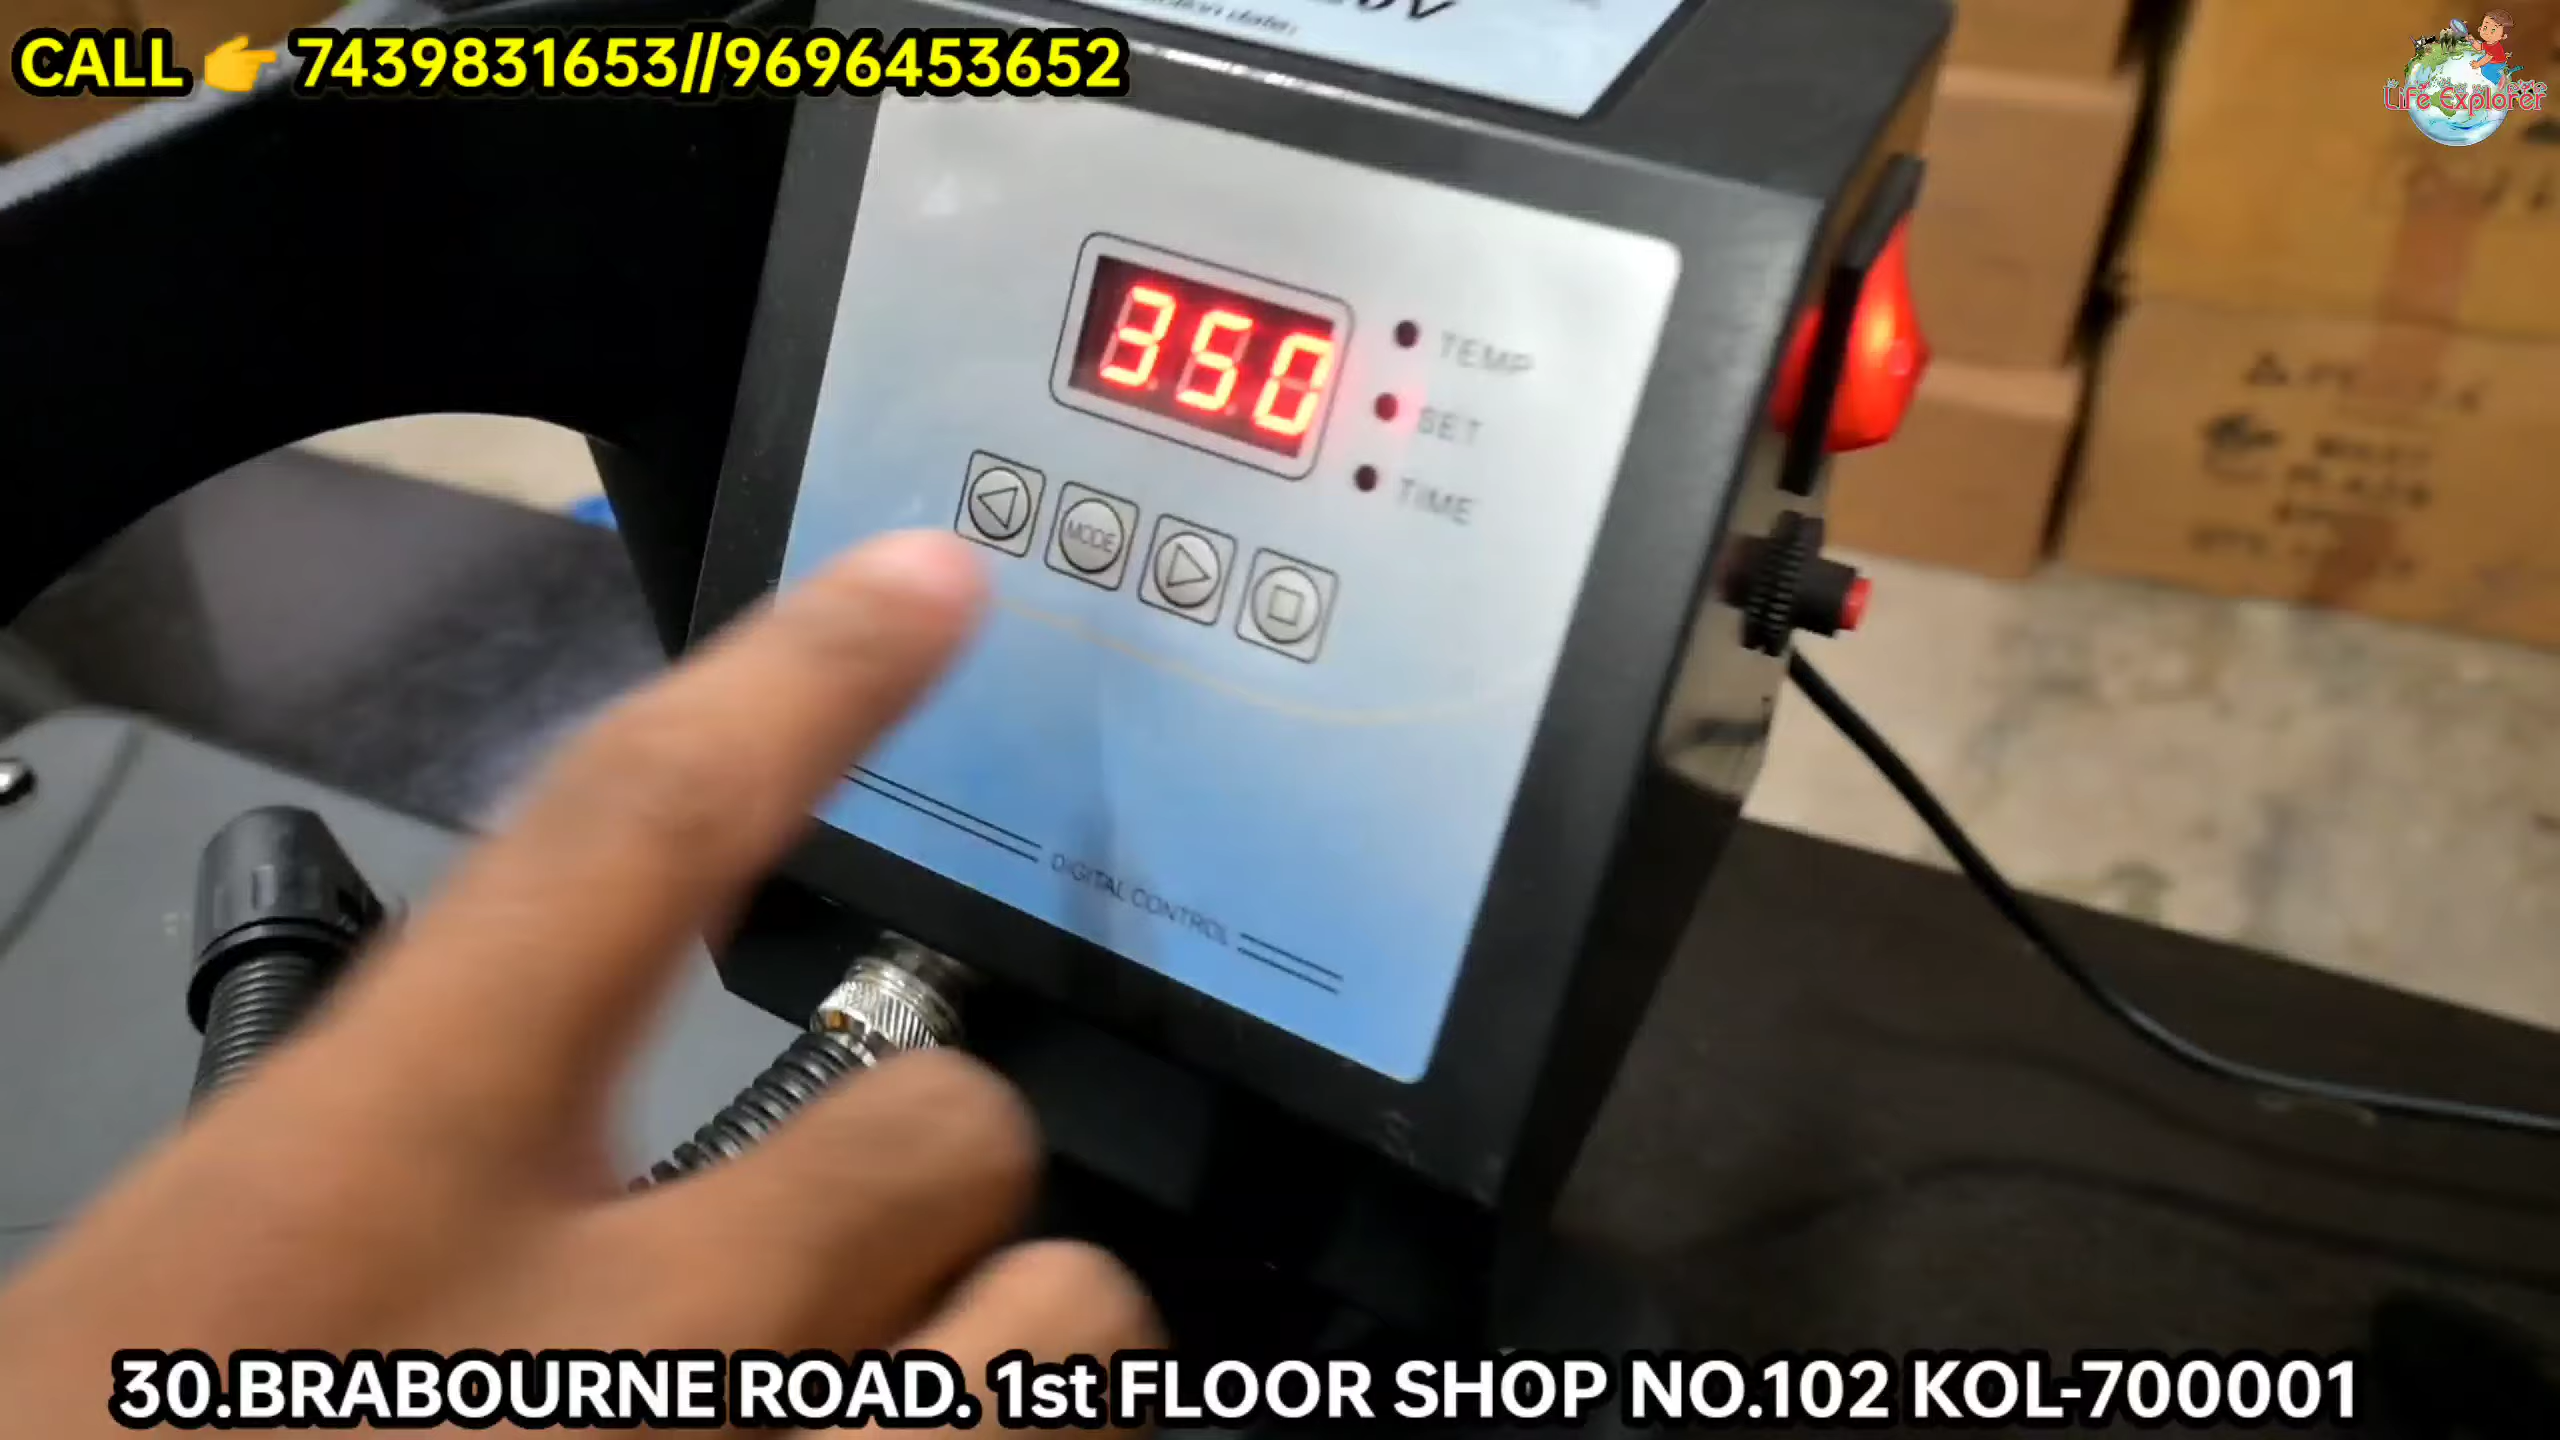 CALL 👉 7439831653//9696453652
Life Explorer
350
TEMP
SET
TIME
MODE
DIGITAL CONTROL
30.BRABOURNE ROAD. 1st FLOOR SHOP NO.102 KOL-700001